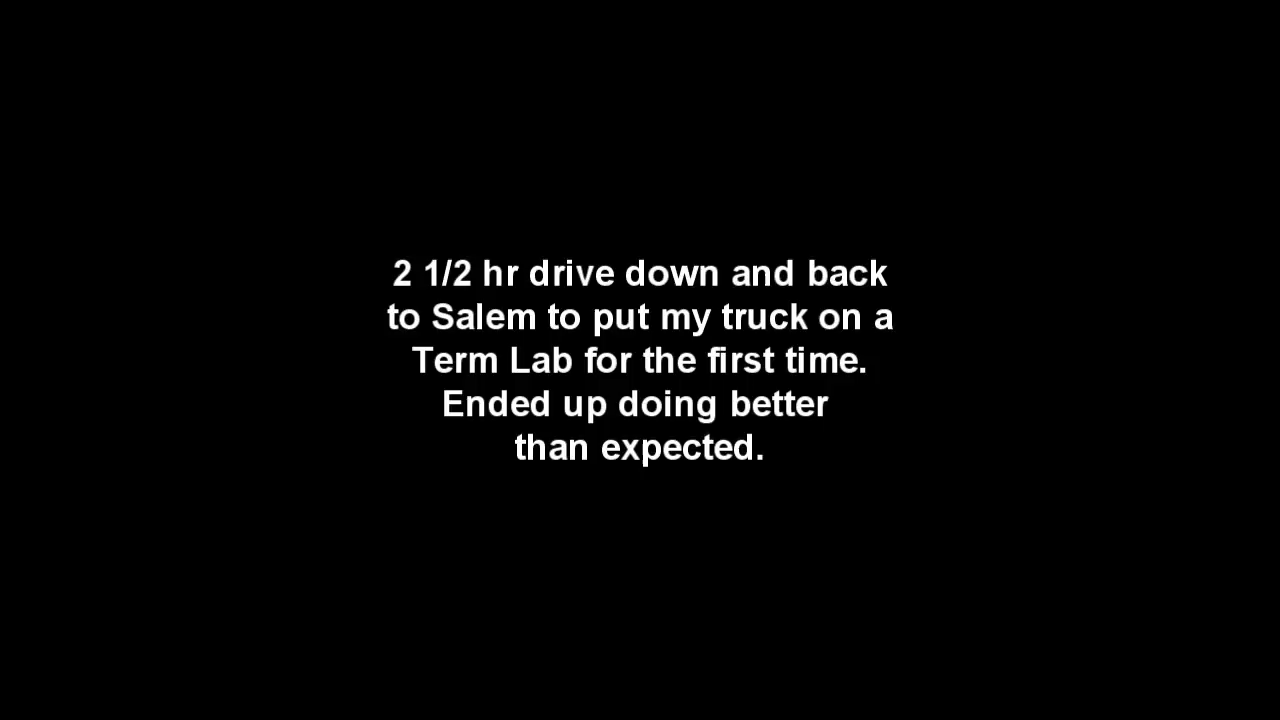 2 1/2 hr drive down and back
to Salem to put my truck on a
Term Lab for the first time.
Ended up doing better
than expected.